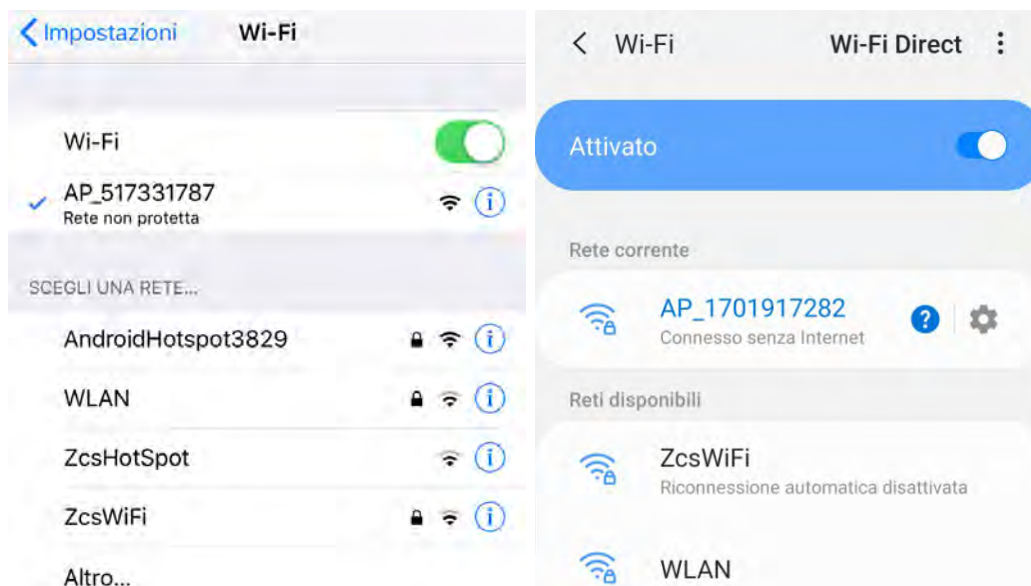 Impostazioni Wi-Fi
Wi-Fi
AP_517331787
Rete non protetta
SCEGLI UNA RETE...
AndroidHotspot3829
WLAN
ZcsHotSpot
ZcsWiFi
Altro...
Wi-Fi Wi-Fi Direct
Attivato
Rete corrente
AP_1701917282
Connesso senza Internet
Reti disponibili
ZcsWiFi
Riconnessione automatica disattivata
WLAN